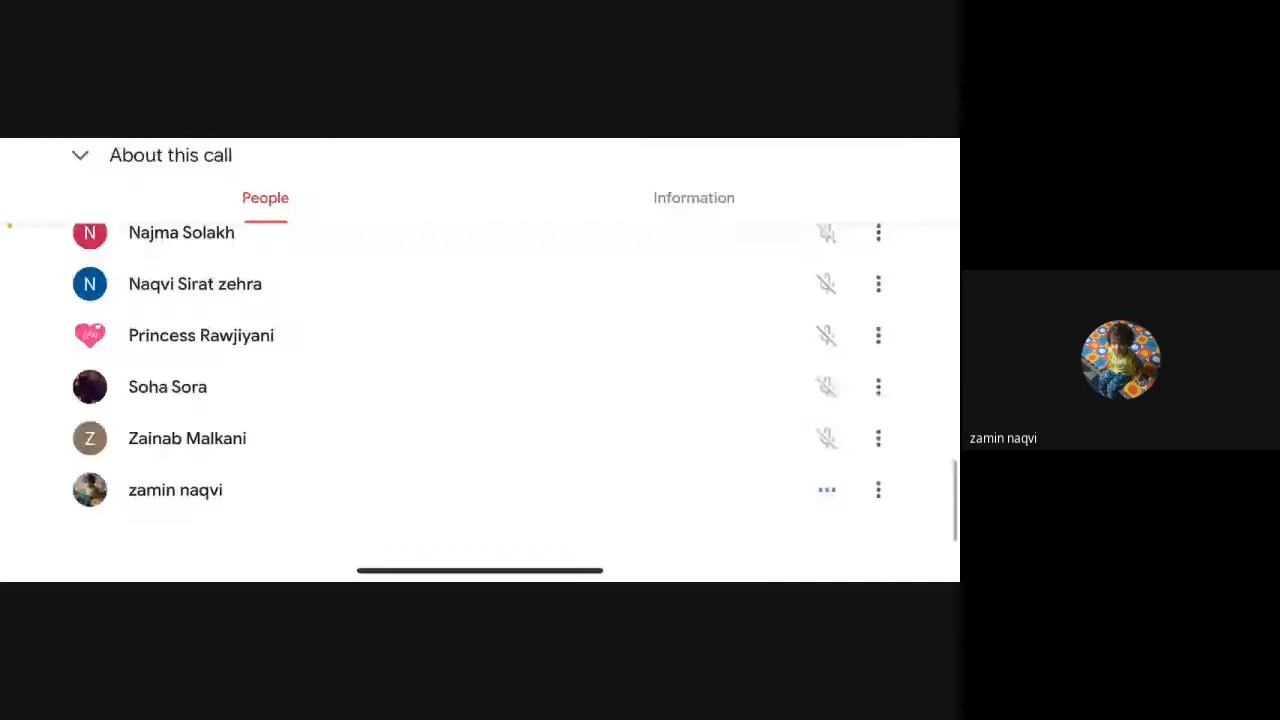 About this call
People
Information
N Najma Solakh
N Naqvi Sirat zehra
Princess Rawjiyani
Soha Sora
Z Zainab Malkani
zamin naqvi
zamin naqvi